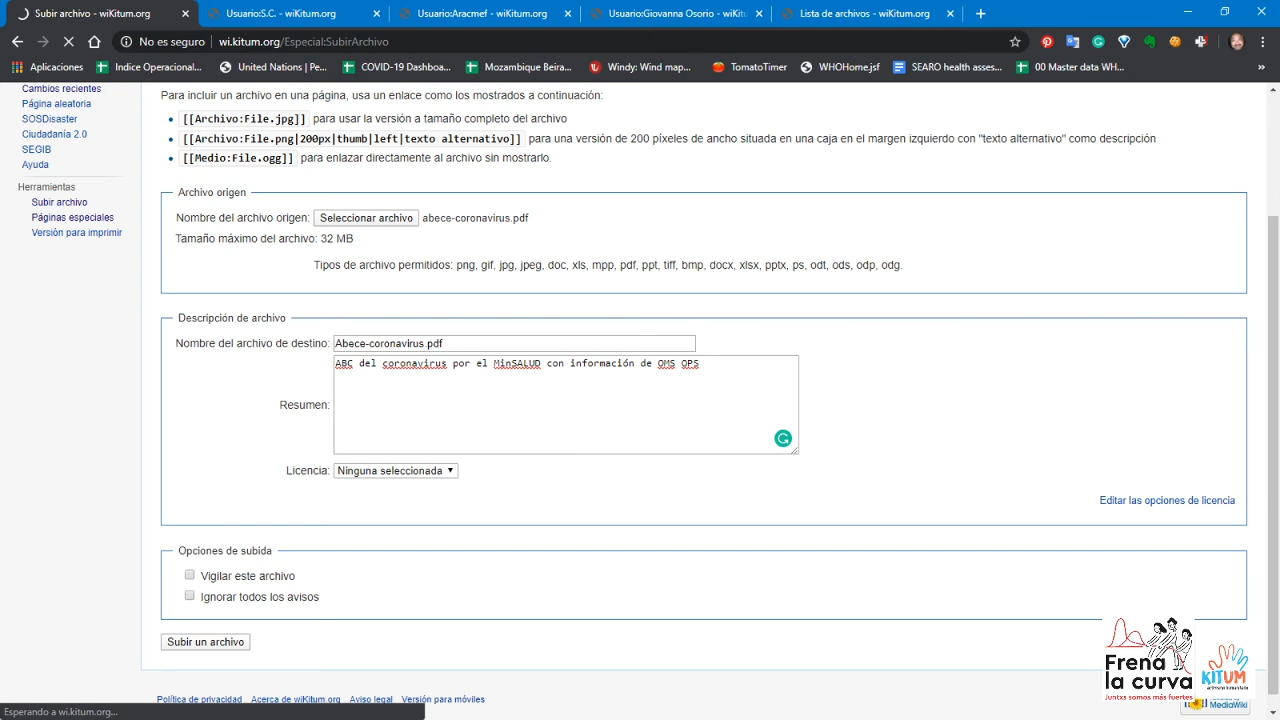 Subir archivo - wiKitum.org
Usuario:S.C. - wiKitum.org
Usuario:Aracmef - wiKitum.org
Usuario:Giovanna Osorio - wiKit
Lista de archivos - wiKitum.org
No es seguro
wi.kitum.org/Especial:SubirArchivo
Aplicaciones
Indice Operacional...
United Nations | Pe...
COVID-19 Dashboa...
Mozambique Beira...
Windy: Wind map...
TomatoTimer
WHOHome.jsf
SEARO health asses...
00 Master data WH...
»
Cambios recientes
Página aleatoria
SOSDisaster
Ciudadanía 2.0
SEGIB
Ayuda
Herramientas
Subir archivo
Páginas especiales
Versión para imprimir
Para incluir un archivo en una página, usa un enlace como los mostrados a continuación:
[[Archivo:File.jpg]] para usar la versión a tamaño completo del archivo
[[Archivo:File.png|200px|thumb|left|texto alternativo]] para una versión de 200 píxeles de ancho situada en una caja en el margen izquierdo con "texto alternativo" como descripción
[[Medio:File.ogg]] para enlazar directamente al archivo sin mostrarlo.
Archivo origen
Nombre del archivo origen: Seleccionar archivo abece-coronavirus.pdf
Tamaño máximo del archivo: 32 MB
Tipos de archivo permitidos: png, gif, jpg, jpeg, doc, xls, mpp, pdf, ppt, tiff, bmp, docx, xlsx, pptx, ps, odt, ods, odp, odg.
Descripción de archivo
Nombre del archivo de destino: Abece-coronavirus.pdf
ABC del coronavirus por el MinSALUD con información de OMS OPS
Resumen:
Licencia: Ninguna seleccionada
Editar las opciones de licencia
Opciones de subida
Vigilar este archivo
Ignorar todos los avisos
Subir un archivo
Política de privacidad
Acerca de wiKitum.org
Aviso legal
Versión para móviles
Esperando a wi.kitum.org...
Frena
la curva
Juntxs somos más fuertes
KITUM
MediaWiki